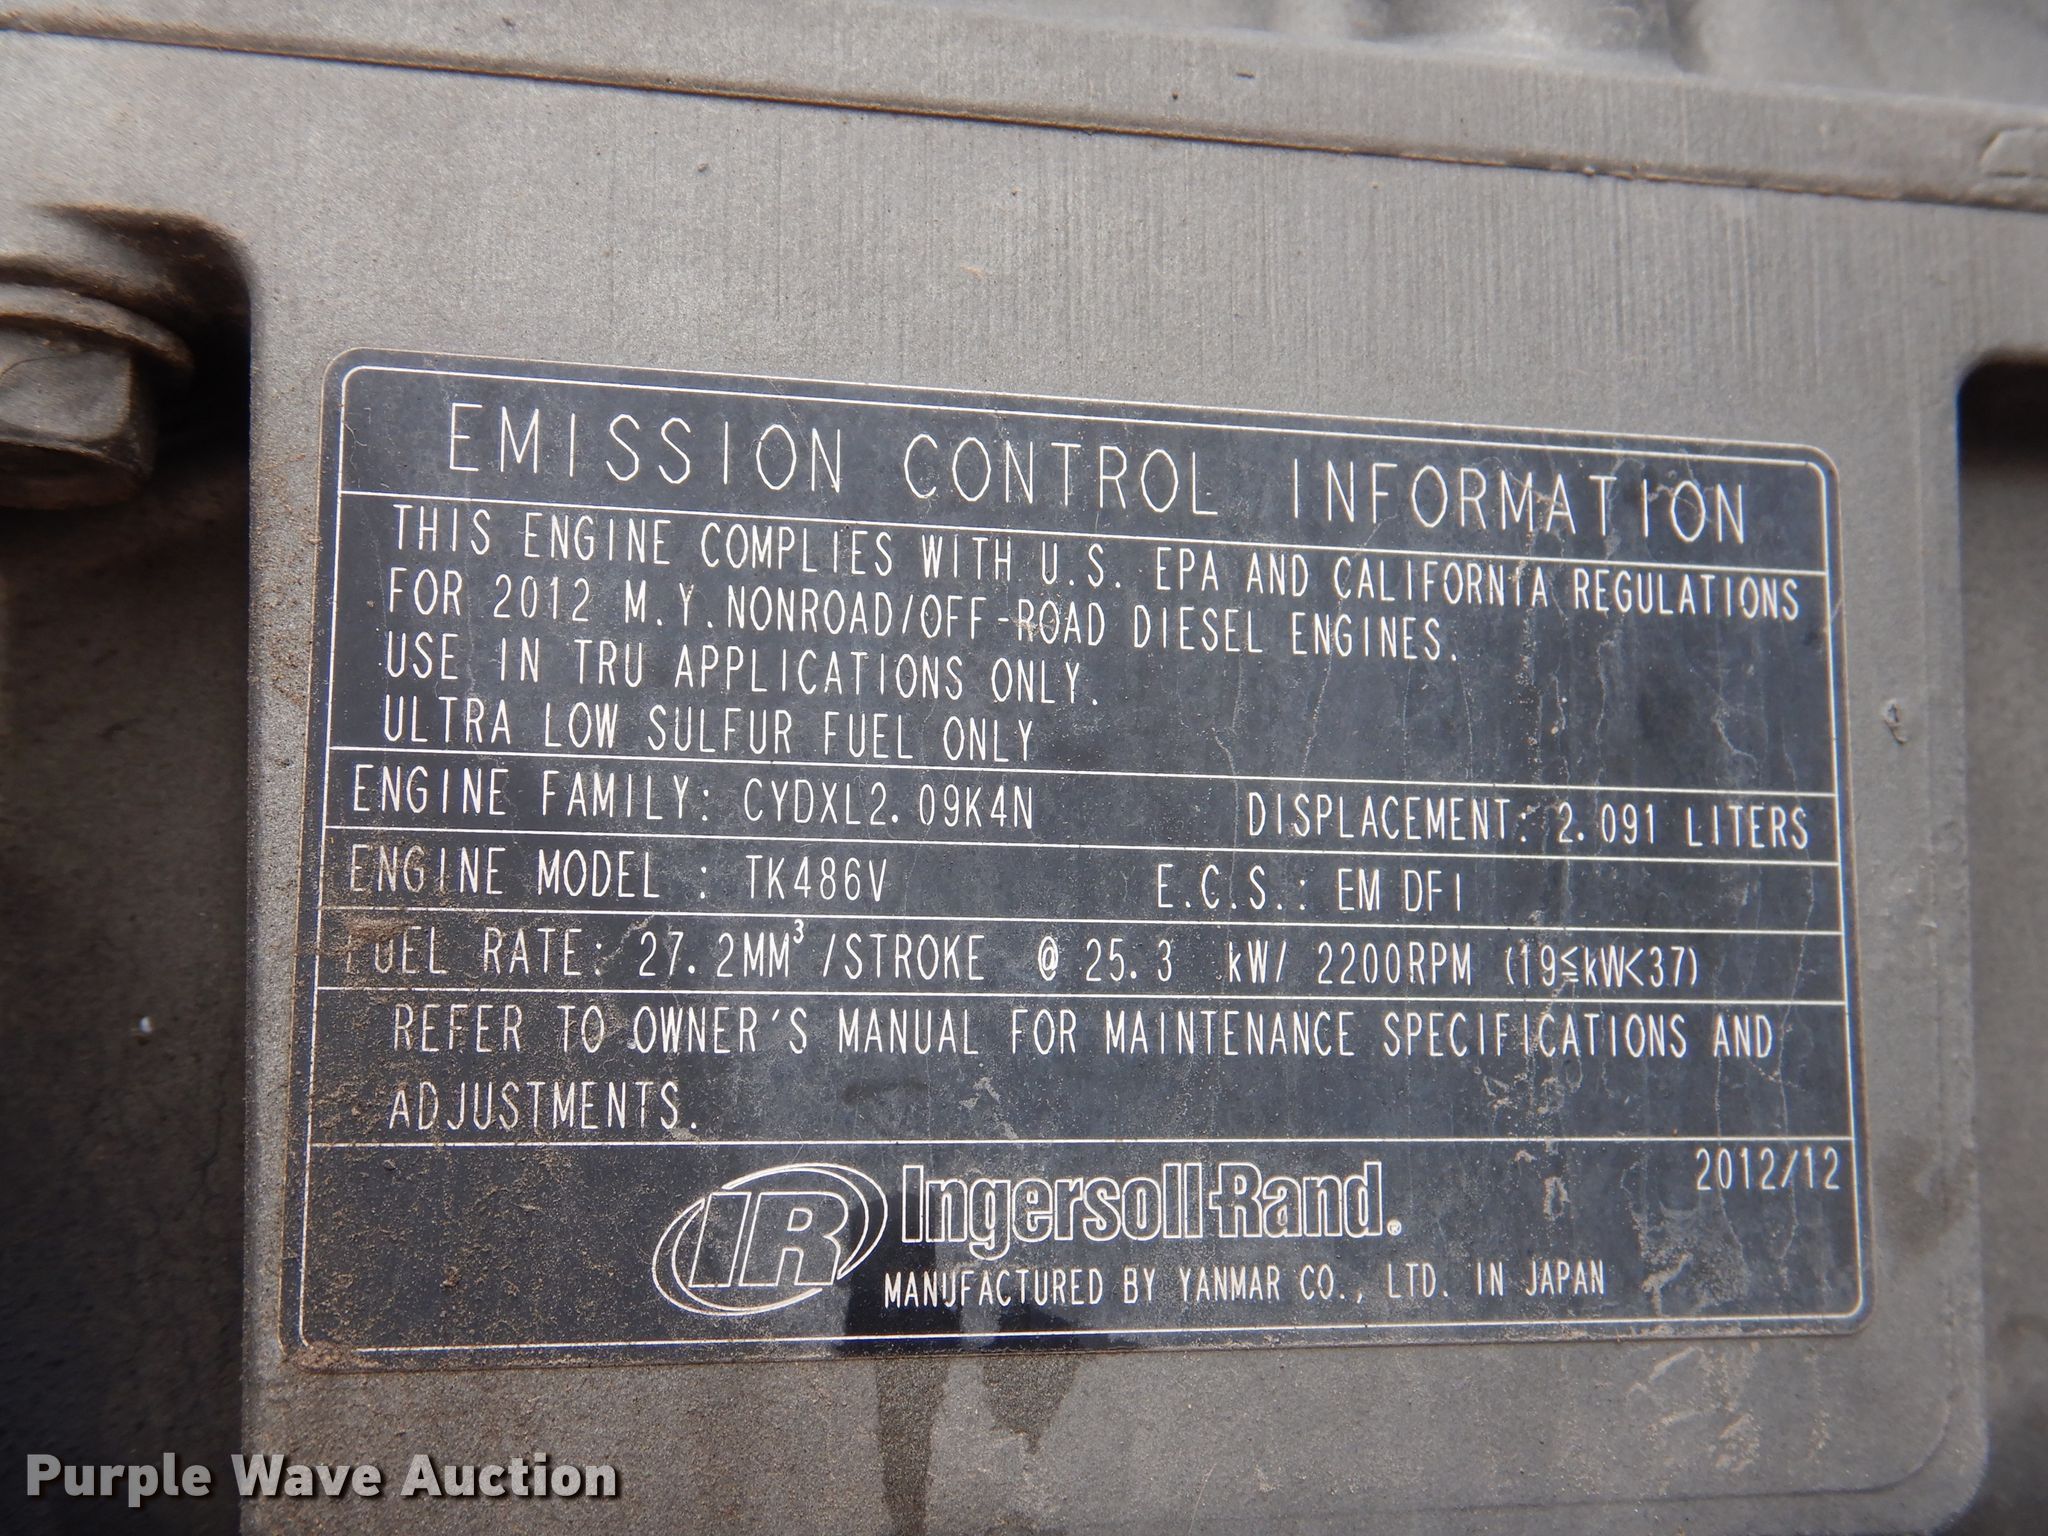 EMISSION CONTROL INFORMATION
THIS ENGINE COMPLIES WITH U.S. EPA AND CALIFORNIA REGULATIONS
FOR 2012 M.Y. NONROAD/OFF-ROAD DIESEL ENGINES.
USE IN TRU APPLICATIONS ONLY.
ULTRA LOW SULFUR FUEL ONLY
ENGINE FAMILY: CYDXL2.09K4N DISPLACEMENT: 2.091 LITERS
ENGINE MODEL : TK486V E.C.S.: EM DFI
FUEL RATE: 27.2MM³/STROKE @ 25.3 kW/ 2200RPM (19≦kW<37)
REFER TO OWNER'S MANUAL FOR MAINTENANCE SPECIFICATIONS AND
ADJUSTMENTS.
2012/12
IR Ingersoll-Rand®
MANUFACTURED BY YANMAR CO., LTD. IN JAPAN
Purple Wave Auction